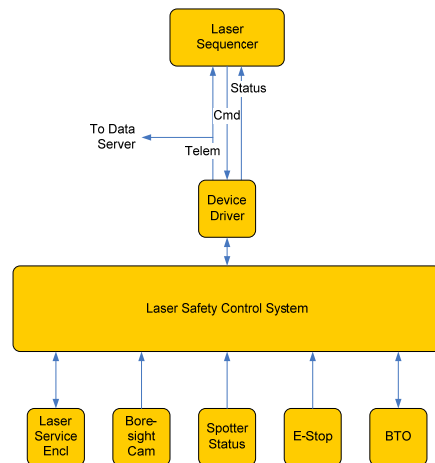 Laser
Sequencer
Status
Cmd
To Data
Server
Telem
Device
Driver
Laser Safety Control System
Laser
Service
Encl
Bore-
sight
Cam
Spotter
Status
E-Stop
BTO